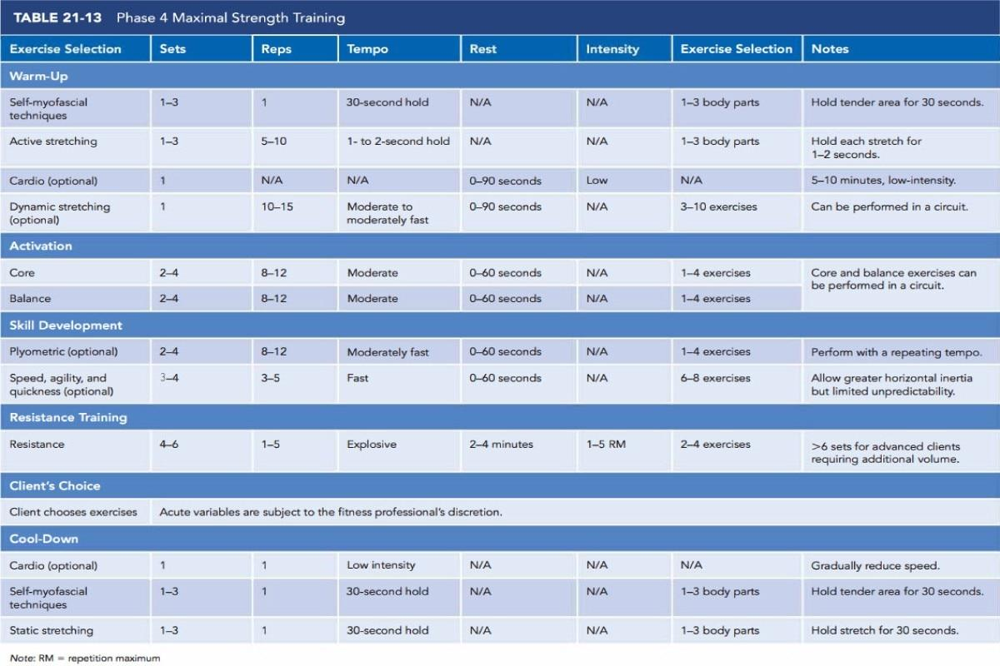 TABLE 21-13 Phase 4 Maximal Strength Training
Exercise Selection Sets Reps Tempo Rest Intensity Exercise Selection Notes
Warm-Up
Self-myofascial techniques 1–3 1 30-second hold N/A N/A 1–3 body parts Hold tender area for 30 seconds.
Active stretching 1–3 5–10 1- to 2-second hold N/A N/A 1–3 body parts Hold each stretch for 1–2 seconds.
Cardio (optional) 1 N/A N/A 0–90 seconds Low N/A 5–10 minutes, low-intensity.
Dynamic stretching (optional) 1 10–15 Moderate to moderately fast 0–90 seconds N/A 3–10 exercises Can be performed in a circuit.
Activation
Core 2–4 8–12 Moderate 0–60 seconds N/A 1–4 exercises Core and balance exercises can be performed in a circuit.
Balance 2–4 8–12 Moderate 0–60 seconds N/A 1–4 exercises
Skill Development
Plyometric (optional) 2–4 8–12 Moderately fast 0–60 seconds N/A 1–4 exercises Perform with a repeating tempo.
Speed, agility, and quickness (optional) 3–4 3–5 Fast 0–60 seconds N/A 6–8 exercises Allow greater horizontal inertia but limited unpredictability.
Resistance Training
Resistance 4–6 1–5 Explosive 2–4 minutes 1–5 RM 2–4 exercises >6 sets for advanced clients requiring additional volume.
Client’s Choice
Client chooses exercises Acute variables are subject to the fitness professional’s discretion.
Cool-Down
Cardio (optional) 1 1 Low intensity N/A N/A N/A Gradually reduce speed.
Self-myofascial techniques 1–3 1 30-second hold N/A N/A 1–3 body parts Hold tender area for 30 seconds.
Static stretching 1–3 1 30-second hold N/A N/A 1–3 body parts Hold stretch for 30 seconds.
Note: RM = repetition maximum